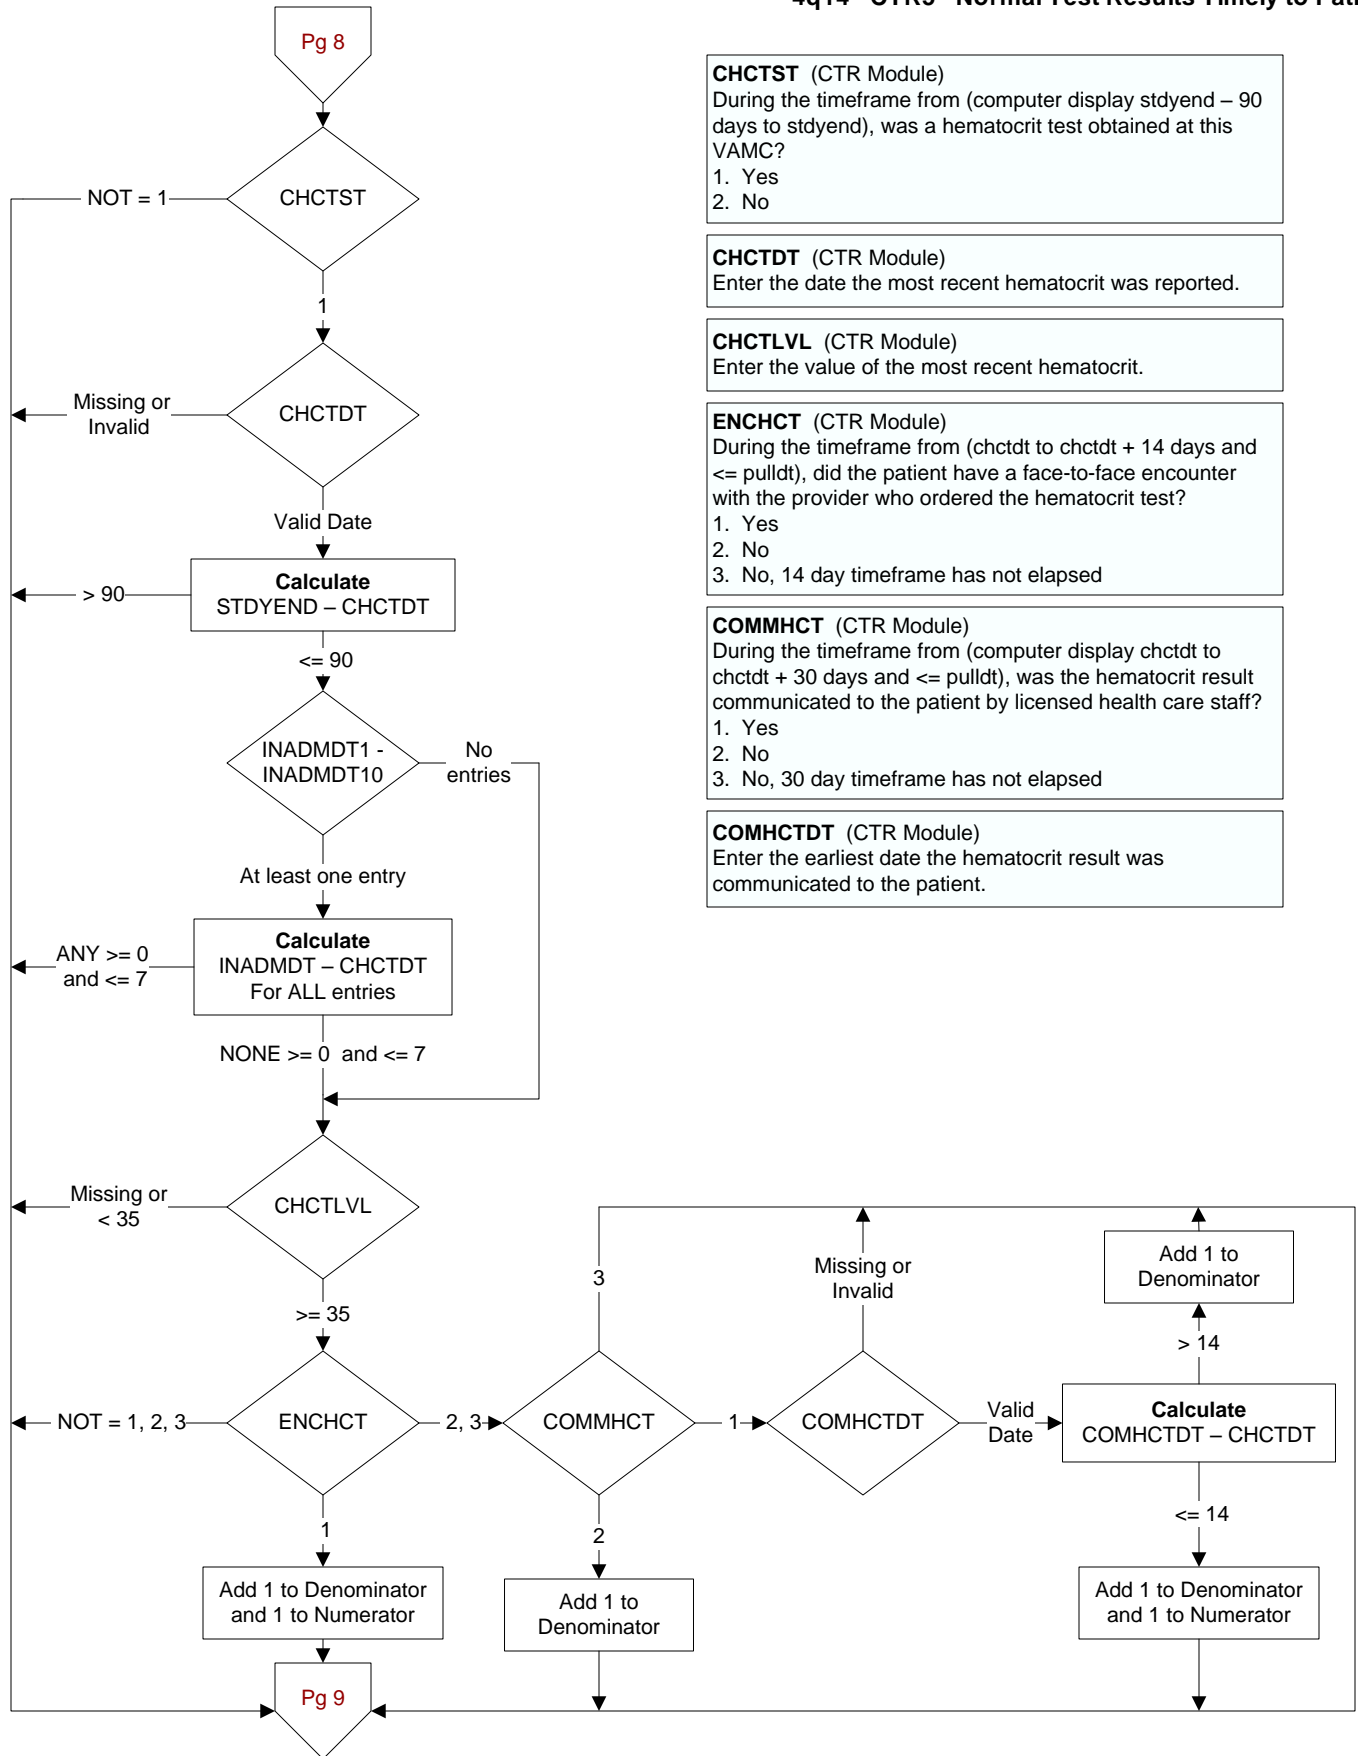 4q14 CTR5 Normal Test Results Timely to
Pg 8
CHCTST (CTR Module)
During the timeframe from (computer display stdyend – 90
days to stdyend), was a hematocrit test obtained at this
VAMC?
1. Yes
2. No
CHCTDT (CTR Module)
Enter the date the most recent hematocrit was reported.
CHCTLVL (CTR Module)
Enter the value of the most recent hematocrit.
ENCHCT (CTR Module)
During the timeframe from (chctdt to chctdt + 14 days and
<= pulldt), did the patient have a face-to-face encounter
with the provider who ordered the hematocrit test?
1. Yes
2. No
3. No, 14 day timeframe has not elapsed
COMMHCT (CTR Module)
During the timeframe from (computer display chctdt to
chctdt + 30 days and <= pulldt), was the hematocrit result
communicated to the patient by licensed health care staff?
1. Yes
2. No
3. No, 30 day timeframe has not elapsed
COMHCTDT (CTR Module)
Enter the earliest date the hematocrit result was
communicated to the patient.
NOT = 1
CHCTST
1
Missing or
Invalid
CHCTDT
Valid Date
> 90
Calculate
STDYEND – CHCTDT
<= 90
INADMDT1 -
INADMDT10
No
entries
At least one entry
ANY >= 0
and <= 7
Calculate
INADMDT – CHCTDT
For ALL entries
NONE >= 0 and <= 7
Missing or
< 35
CHCTLVL
>= 35
NOT = 1, 2, 3
ENCHCT
2, 3
COMMHCT
3
1
COMHCTDT
Missing or
Invalid
Valid
Date
Calculate
COMHCTDT – CHCTDT
> 14
Add 1 to
Denominator
<= 14
Add 1 to Denominator
and 1 to Numerator
2
Add 1 to
Denominator
1
Add 1 to Denominator
and 1 to Numerator
Pg 9